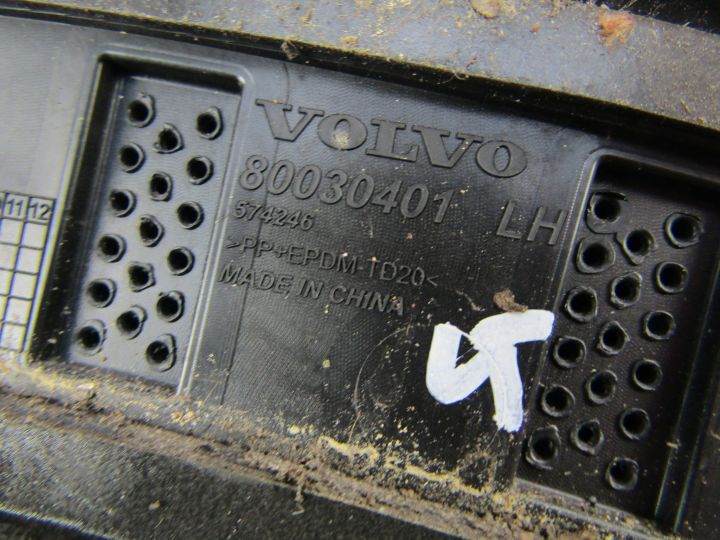 VOLVO
80030401 LH
574246
>PP+EPDM-TD20<
MADE IN CHINA
11 12